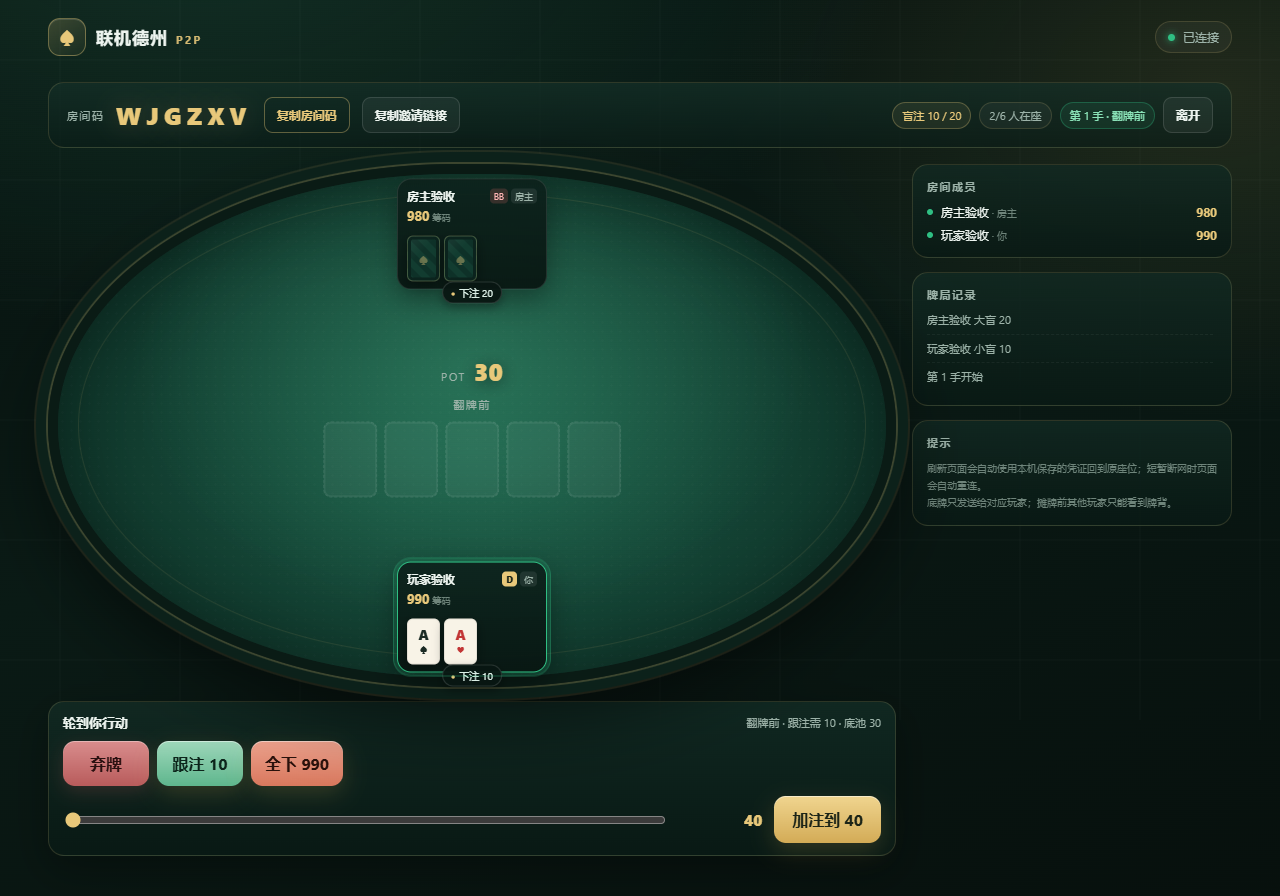 联机德州 P2P
已连接
房间码 WJGZXV 复制房间码 复制邀请链接 盲注 10 / 20 2/6 人在座 第 1 手 · 翻牌前 离开
房主验收 BB 房主
980 筹码
下注 20
POT 30
翻牌前
玩家验收 D 你
990 筹码
A A
下注 10
房间成员
房主验收 · 房主 980
玩家验收 · 你 990
牌局记录
房主验收 大盲 20
玩家验收 小盲 10
第 1 手开始
提示
刷新页面会自动使用本机保存的凭证回到原座位；短暂断网时页面
会自动重连。
底牌只发送给对应玩家；摊牌前其他玩家只能看到牌背。
轮到你行动 翻牌前 · 跟注需 10 · 底池 30
弃牌 跟注 10 全下 990
40 加注到 40